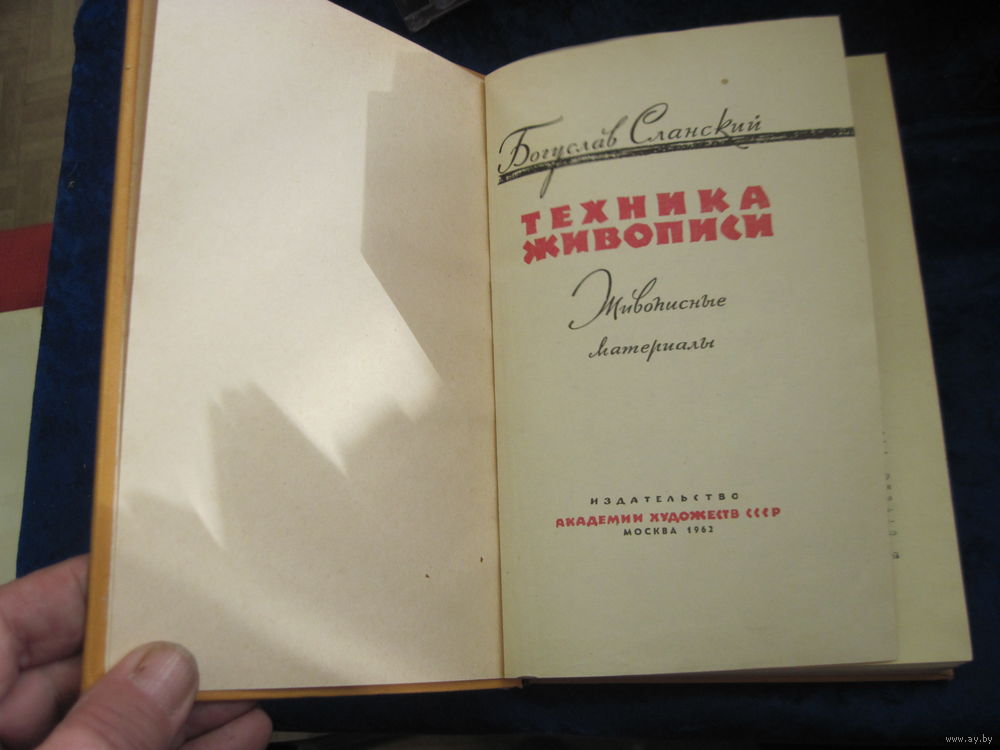 Богуслав Сланский
ТЕХНИКА
ЖИВОПИСИ
Живописные
материалы
ИЗДАТЕЛЬСТВО
АКАДЕМИИ ХУДОЖЕСТВ СССР
МОСКВА 1962
www.ay.by